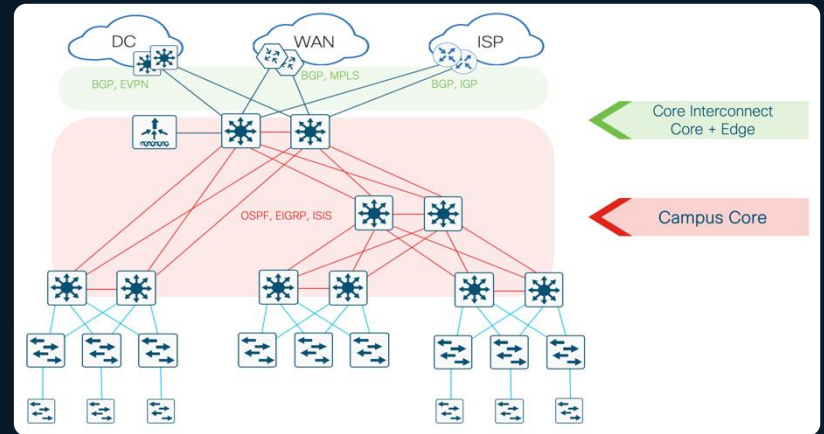 DC
WAN
ISP
BGP, EVPN
BGP, MPLS
BGP, IGP
Core Interconnect
Core + Edge
OSPF, EIGRP, ISIS
Campus Core